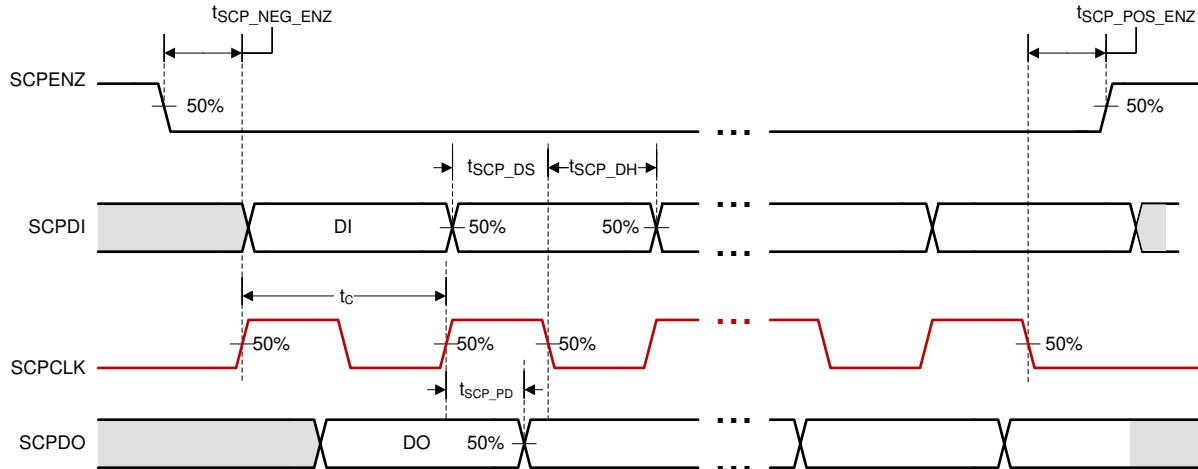 tSCP_NEG_ENZ
tSCP_POS_ENZ
SCPENZ
50%
50%
...
tSCP_DS
tSCP_DH
...
SCPDI
DI
50%
50%
...
tC
...
SCPCLK
50%
50%
50%
50%
tSCP_PD
...
SCPDO
DO
50%
...